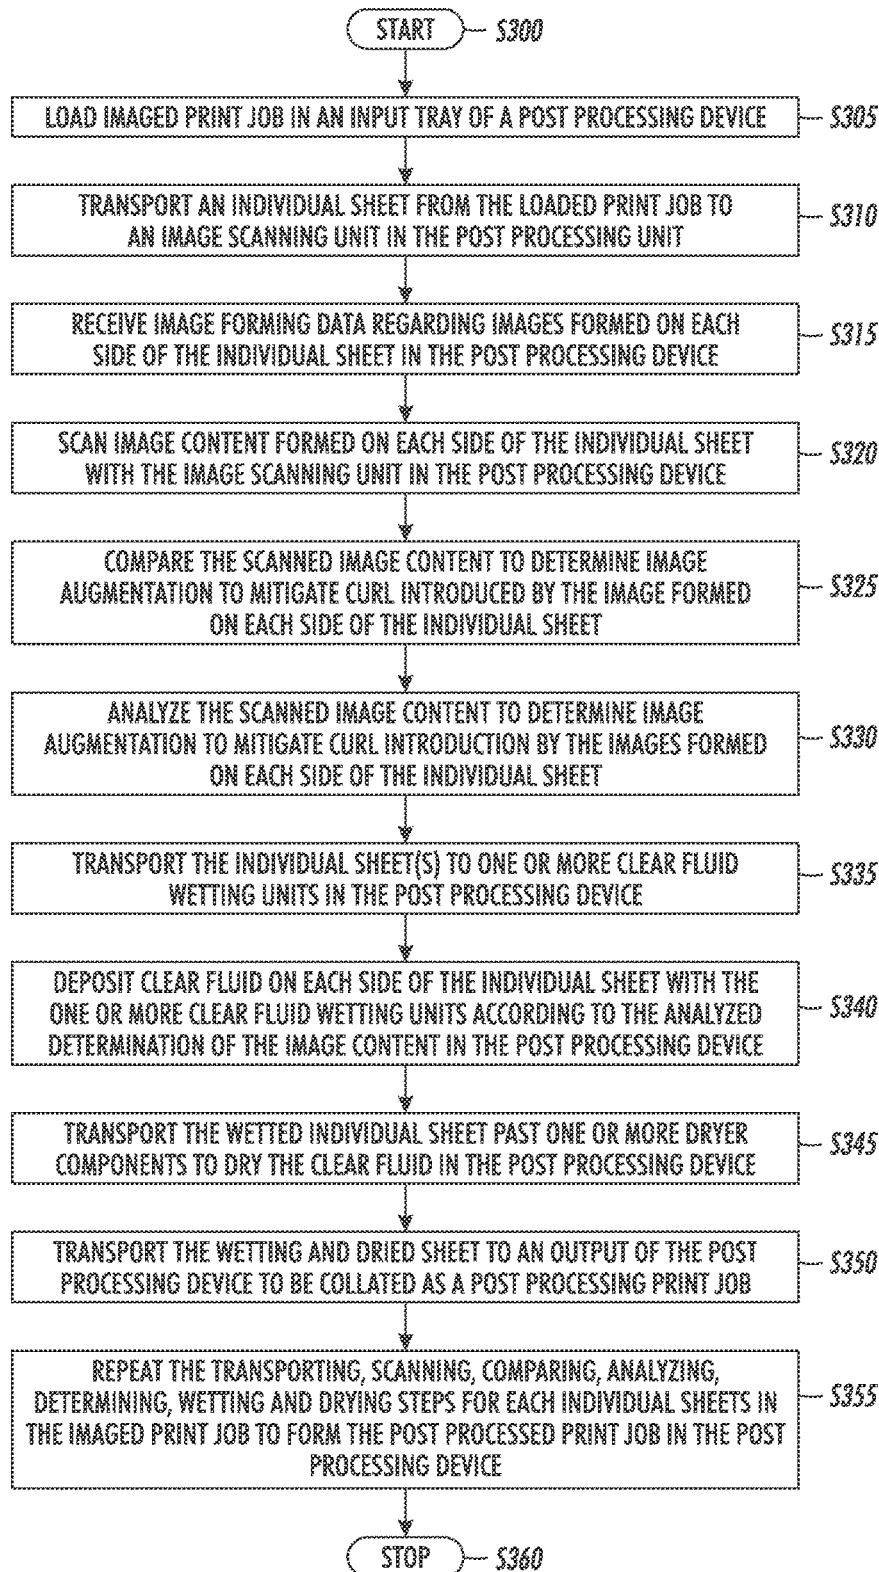 START S300
LOAD IMAGED PRINT JOB IN AN INPUT TRAY OF A POST PROCESSING DEVICE S305
TRANSPORT AN INDIVIDUAL SHEET FROM THE LOADED PRINT JOB TO
AN IMAGE SCANNING UNIT IN THE POST PROCESSING UNIT
S310
RECEIVE IMAGE FORMING DATA REGARDING IMAGES FORMED ON EACH
SIDE OF THE INDIVIDUAL SHEET IN THE POST PROCESSING DEVICE
S315
SCAN IMAGE CONTENT FORMED ON EACH SIDE OF THE INDIVIDUAL SHEET
WITH THE IMAGE SCANNING UNIT IN THE POST PROCESSING DEVICE
S320
COMPARE THE SCANNED IMAGE CONTENT TO DETERMINE IMAGE
AUGMENTATION TO MITIGATE CURL INTRODUCED BY THE IMAGE FORMED
ON EACH SIDE OF THE INDIVIDUAL SHEET
S325
ANALYZE THE SCANNED IMAGE CONTENT TO DETERMINE IMAGE
AUGMENTATION TO MITIGATE CURL INTRODUCTION BY THE IMAGES FORMED
ON EACH SIDE OF THE INDIVIDUAL SHEET
S330
TRANSPORT THE INDIVIDUAL SHEET(S) TO ONE OR MORE CLEAR FLUID
WETTING UNITS IN THE POST PROCESSING DEVICE
S335
DEPOSIT CLEAR FLUID ON EACH SIDE OF THE INDIVIDUAL SHEET WITH THE
ONE OR MORE CLEAR FLUID WETTING UNITS ACCORDING TO THE ANALYZED
DETERMINATION OF THE IMAGE CONTENT IN THE POST PROCESSING DEVICE
S340
TRANSPORT THE WETTED INDIVIDUAL SHEET PAST ONE OR MORE DRYER
COMPONENTS TO DRY THE CLEAR FLUID IN THE POST PROCESSING DEVICE
S345
TRANSPORT THE WETTING AND DRIED SHEET TO AN OUTPUT OF THE POST
PROCESSING DEVICE TO BE COLLATED AS A POST PROCESSING PRINT JOB
S350
REPEAT THE TRANSPORTING, SCANNING, COMPARING, ANALYZING,
DETERMINING, WETTING AND DRYING STEPS FOR EACH INDIVIDUAL SHEETS IN
THE IMAGED PRINT JOB TO FORM THE POST PROCESSED PRINT JOB IN THE POST
PROCESSING DEVICE
S355
STOP S360